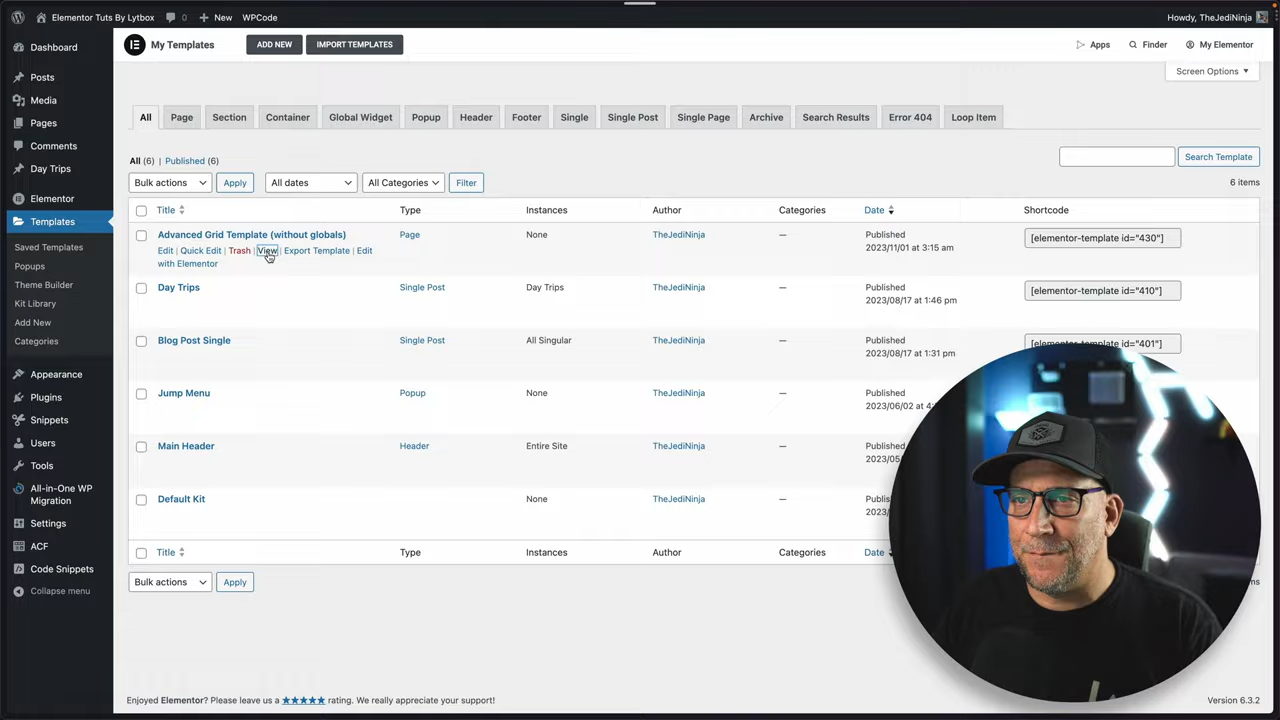 Elementor Tuts By Lytbox 0 New WPCode Howdy, TheJediNinja
Dashboard
Posts
Media
Pages
Comments
Day Trips
Elementor
Templates
Saved Templates
Popups
Theme Builder
Kit Library
Add New
Categories
Appearance
Plugins
Snippets
Users
Tools
All-in-One WP
Migration
Settings
ACF
Code Snippets
Collapse menu
My Templates ADD NEW IMPORT TEMPLATES Apps Finder My Elementor
Screen Options
All Page Section Container Global Widget Popup Header Footer Single Single Post Single Page Archive Search Results Error 404 Loop Item
All (6) | Published (6) Search Template
Bulk actions Apply All dates All Categories Filter 6 items
Title Type Instances Author Categories Date Shortcode
Advanced Grid Template (without globals) Page None TheJediNinja — Published [elementor-template id="430"]
Edit | Quick Edit | Trash | View | Export Template | Edit 2023/11/01 at 3:15 am
with Elementor
Day Trips Single Post Day Trips TheJediNinja — Published [elementor-template id="410"]
2023/08/17 at 1:46 pm
Blog Post Single Single Post All Singular TheJediNinja — Published [elementor-template id="401"]
2023/08/17 at 1:31 pm
Jump Menu Popup None TheJediNinja — Published
2023/06/02 at
Main Header Header Entire Site TheJediNinja — Published
Default Kit None TheJediNinja — Published
Title Type Instances Author Categories Date
Bulk actions Apply
Enjoyed Elementor? Please leave us a ★★★★★ rating. We really appreciate your support! Version 6.3.2